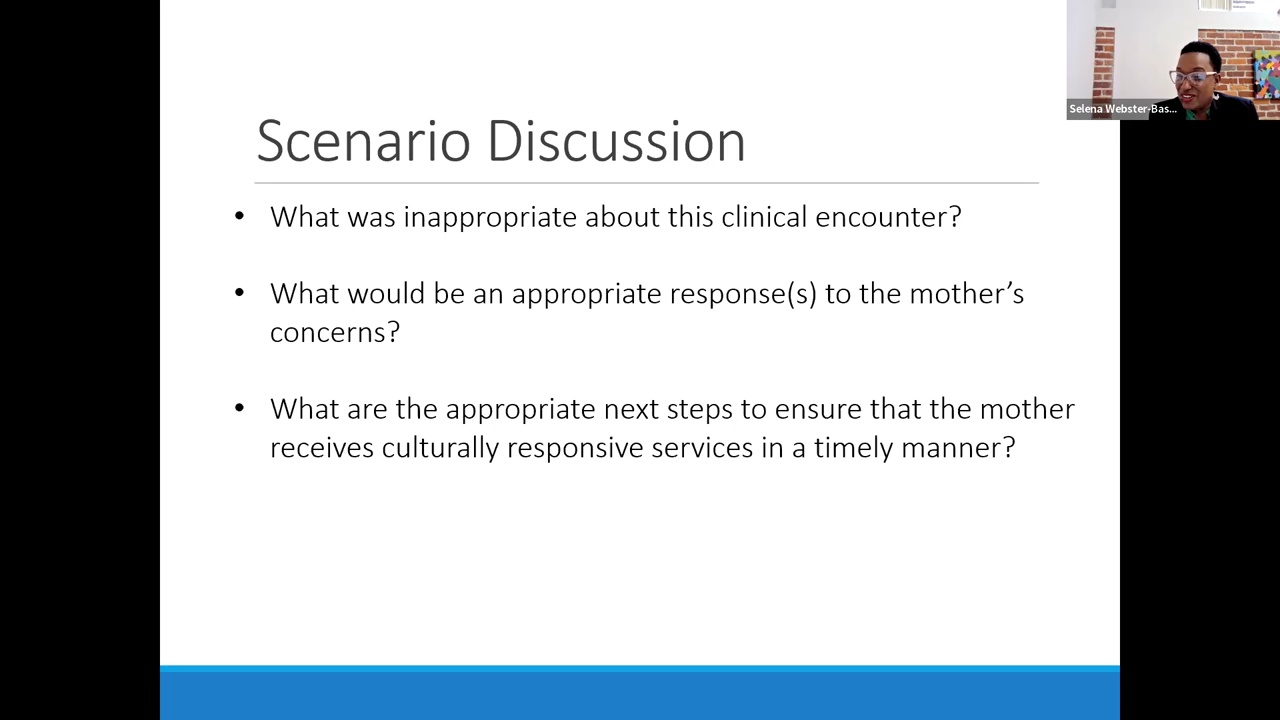 Selena Webster-Bas...
Scenario Discussion
• What was inappropriate about this clinical encounter?
• What would be an appropriate response(s) to the mother’s
concerns?
• What are the appropriate next steps to ensure that the mother
receives culturally responsive services in a timely manner?